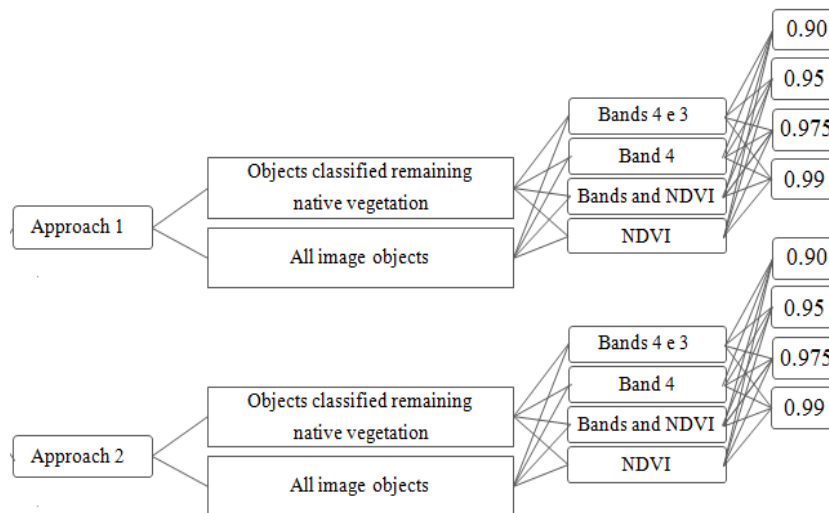 Approach 1
Objects classified remaining
native vegetation
All image objects
Bands 4 e 3
Band 4
Bands and NDVI
NDVI
0.90
0.95
0.975
0.99
Approach 2
Objects classified remaining
native vegetation
All image objects
Bands 4 e 3
Band 4
Bands and NDVI
NDVI
0.90
0.95
0.975
0.99